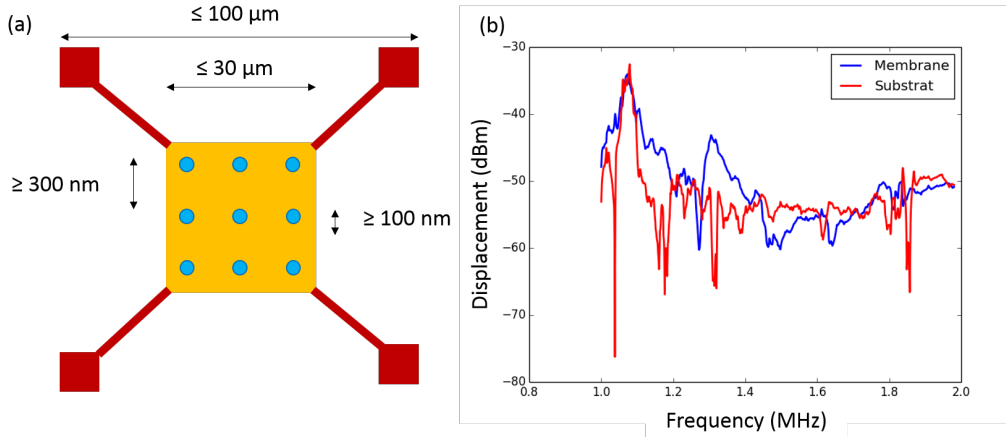 (a)
≤ 100 µm
≤ 30 µm
≥ 300 nm
≥ 100 nm
(b)
−30
−40
−50
−60
−70
−80
0.8
1.0
1.2
1.4
1.6
1.8
2.0
Displacement (dBm)
Frequency (MHz)
Membrane
Substrat